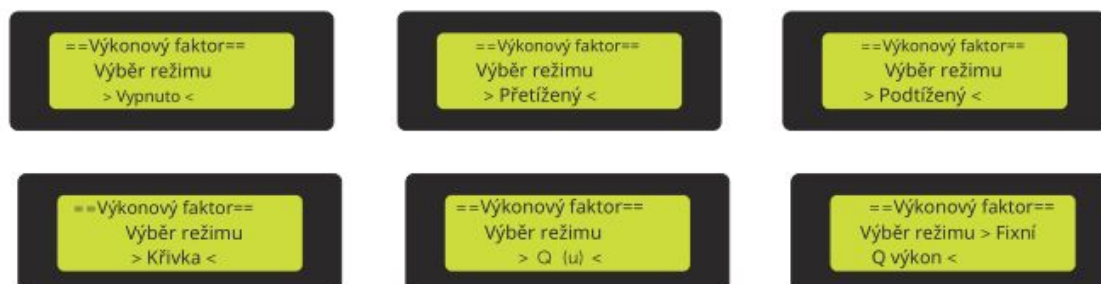 ==Výkonový faktor==
Výběr režimu
> Vypnuto <
==Výkonový faktor==
Výběr režimu
> Přetížený <
==Výkonový faktor==
Výběr režimu
> Podtížený <
==Výkonový faktor==
Výběr režimu
> Křivka <
==Výkonový faktor==
Výběr režimu
> Q (u) <
==Výkonový faktor==
Výběr režimu > Fixní
Q výkon <